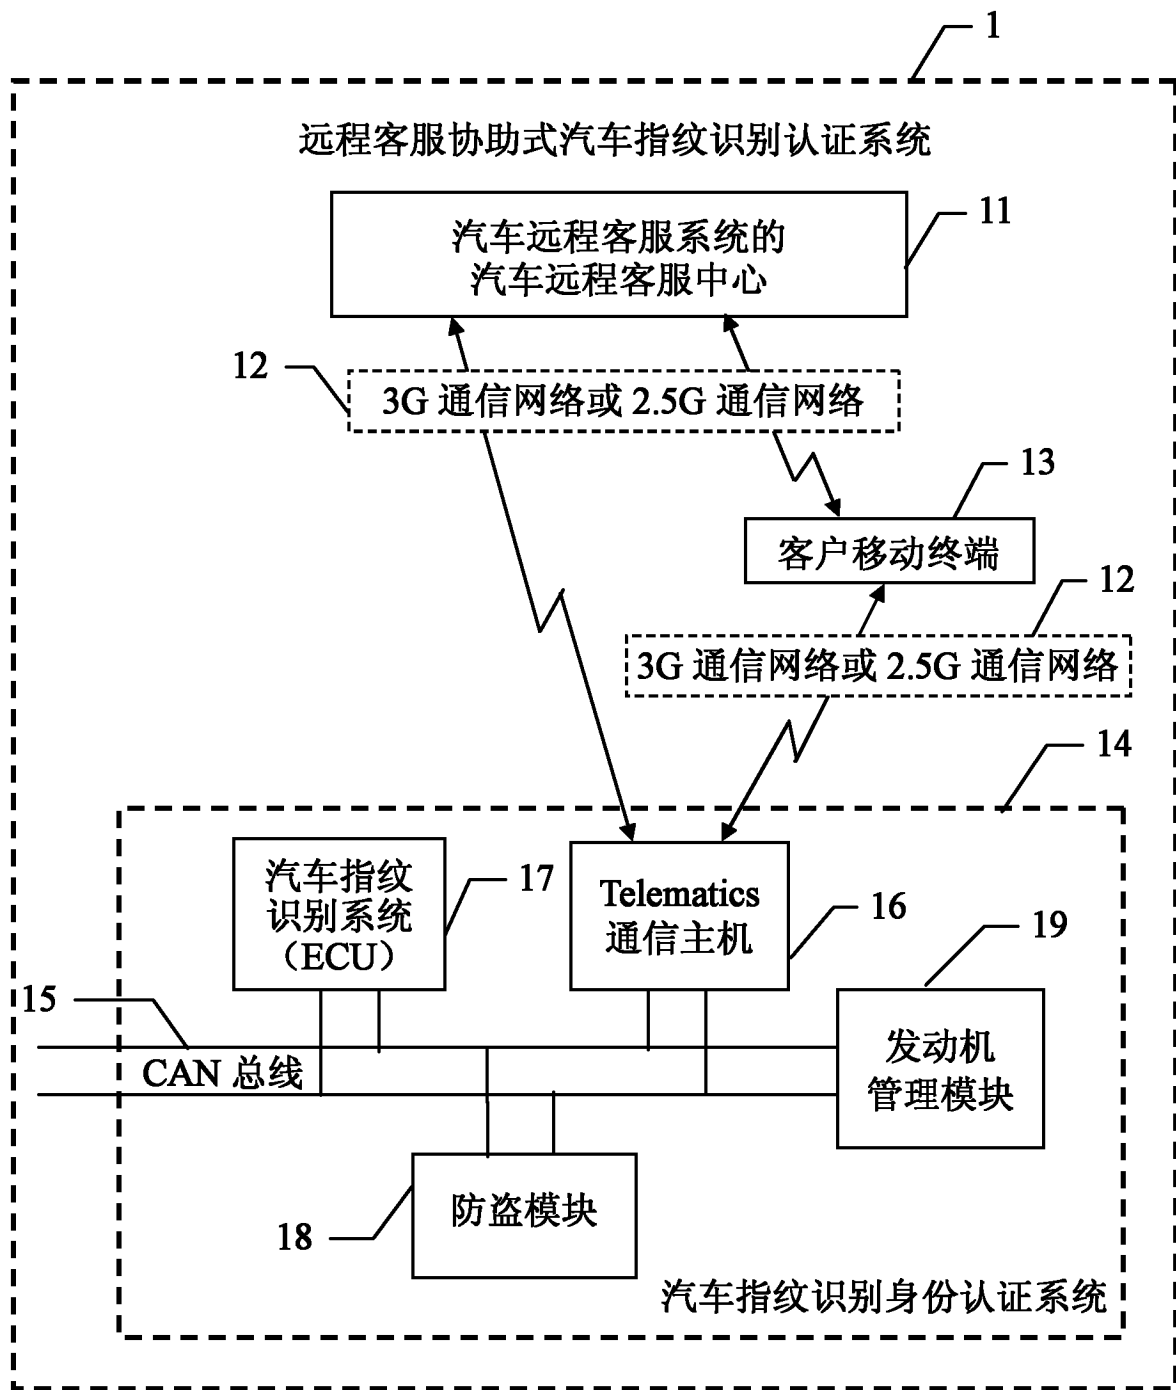 1
远程客服协助式汽车指纹识别认证系统
11
汽车远程客服系统的
汽车远程客服中心
12
3G 通信网络或 2.5G 通信网络
13
客户移动终端
12
3G 通信网络或 2.5G 通信网络
14
汽车指纹
识别系统
（ECU）
17
Telematics
通信主机
16
19
15
发动机
管理模块
CAN 总线
防盗模块
18
汽车指纹识别身份认证系统